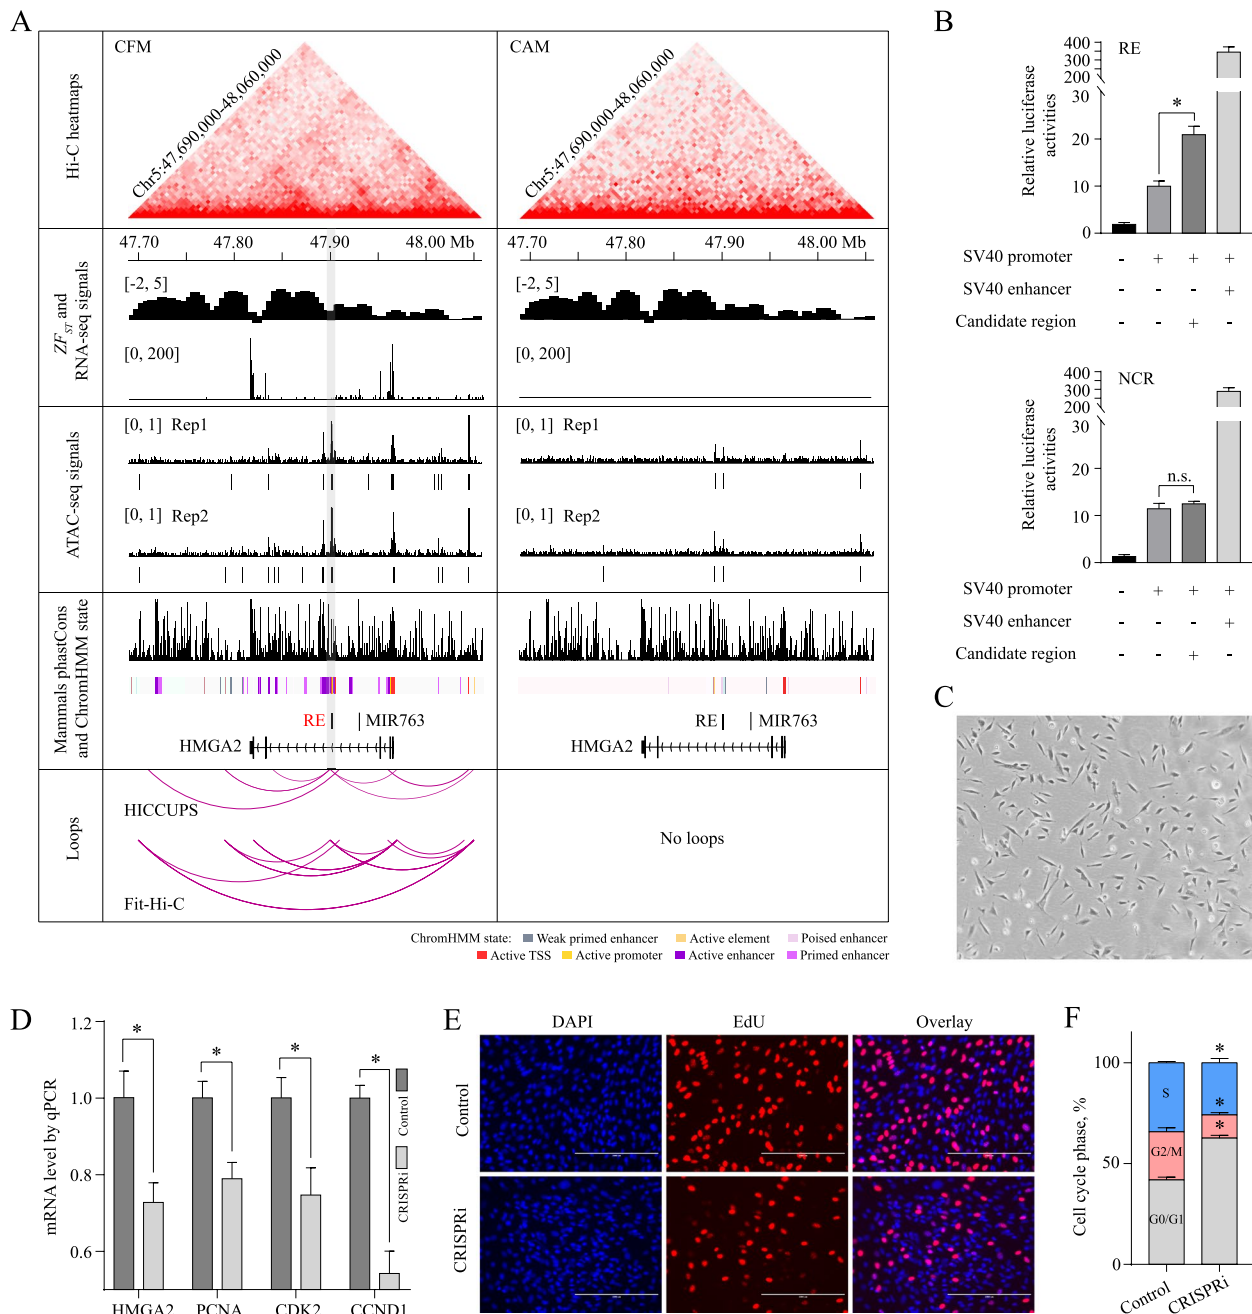 A
CFM
CAM
Hi-C heatmaps
Chr5:47,690,000-48,060,000
Chr5:47,690,000-48,060,000
47.70 47.80 47.90 48.00 Mb
47.70 47.80 47.90 48.00 Mb
ZF_ST and
RNA-seq signals
[-2, 5]
[-2, 5]
[0, 200]
[0, 200]
ATAC-seq signals
[0, 1] Rep1
[0, 1] Rep1
[0, 1] Rep2
[0, 1] Rep2
Mammals phastCons
and ChromHMM state
RE MIR763
HMGA2
RE MIR763
HMGA2
Loops
HICCUPS
Fit-Hi-C
No loops
ChromHMM state: Weak primed enhancer Active element Poised enhancer
Active TSS Active promoter Active enhancer Primed enhancer
B
RE
Relative luciferase
activities
400
300
200
30
20
10
0
*
SV40 promoter - + + +
SV40 enhancer - - - +
Candidate region - - + -
NCR
Relative luciferase
activities
400
300
200
30
20
10
0
n.s.
SV40 promoter - + + +
SV40 enhancer - - - +
Candidate region - - + -
C
D
mRNA level by qPCR
1.2
1.0
0.8
0.6
* * * *
Control
CRISPRi
HMGA2 PCNA CDK2 CCND1
E
DAPI EdU Overlay
Control
CRISPRi
F
Cell cycle phase, %
100
50
0
S
G2/M
G0/G1
*
*
*
Control CRISPRi